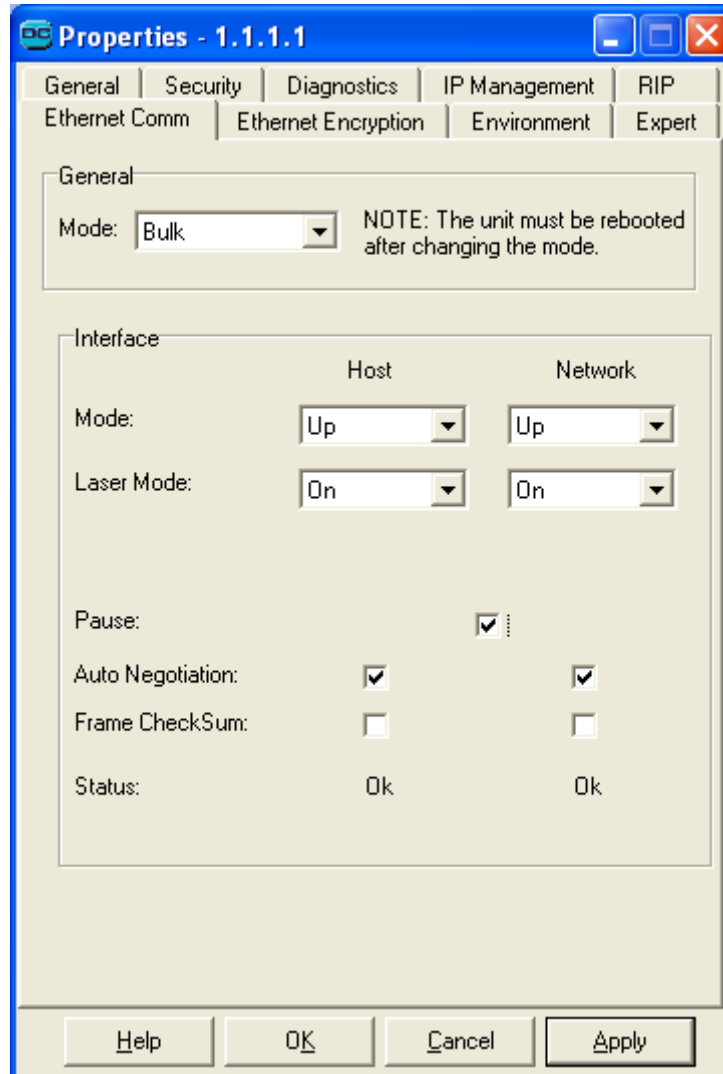 DC Properties - 1.1.1.1
General Security Diagnostics IP Management RIP
Ethernet Comm Ethernet Encryption Environment Expert
General
Mode: Bulk NOTE: The unit must be rebooted
after changing the mode.
Interface
Host Network
Mode: Up Up
Laser Mode: On On
Pause:
Auto Negotiation:
Frame CheckSum:
Status: Ok Ok
Help OK Cancel Apply